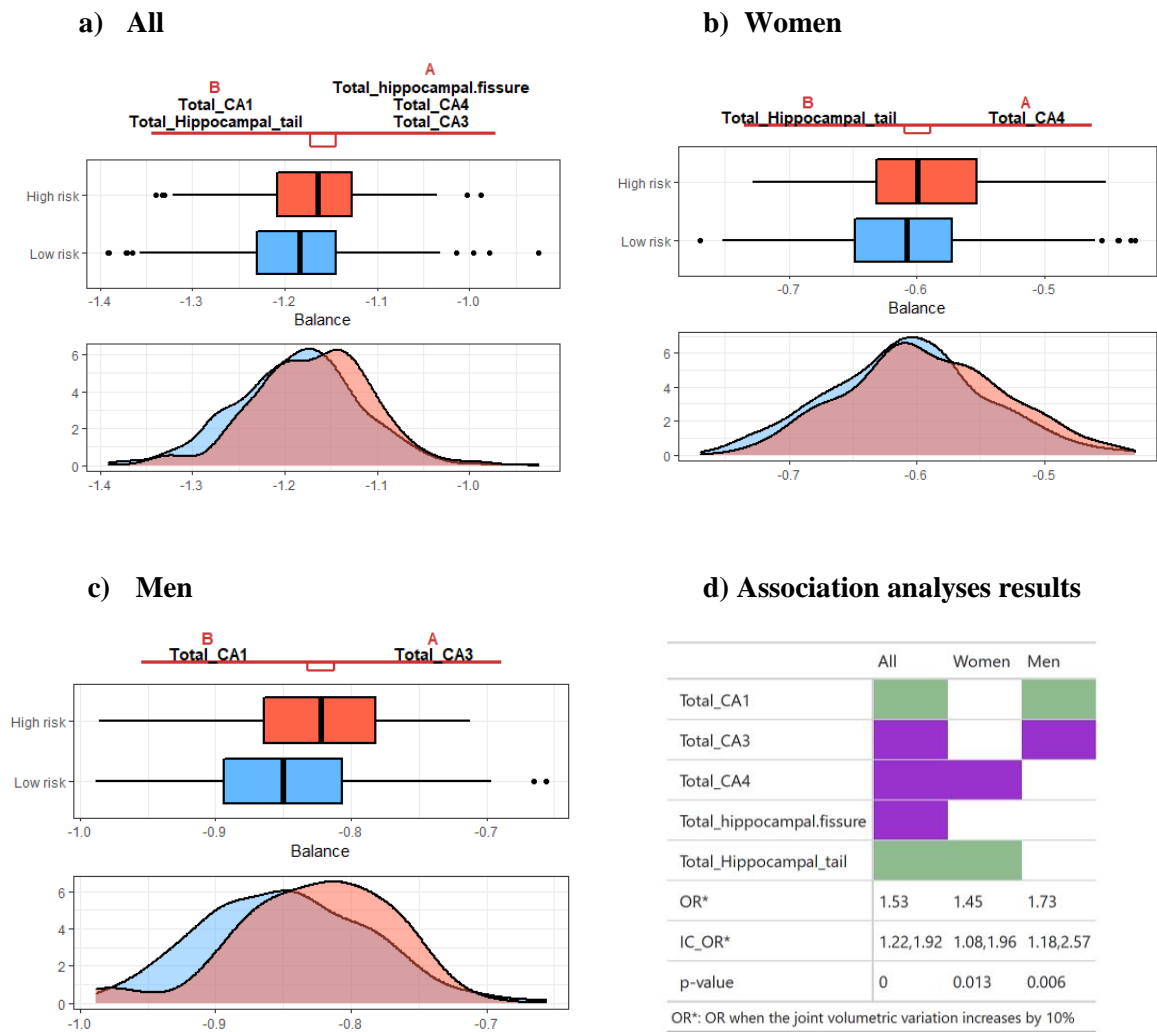 a) All
B
Total_CA1
Total_Hippocampal_tail
A
Total_hippocampal.fissure
Total_CA4
Total_CA3
High risk
Low risk
-1.4 -1.3 -1.2 -1.1 -1.0
Balance
6
4
2
0
-1.4 -1.3 -1.2 -1.1 -1.0
b) Women
B
Total_Hippocampal_tail
A
Total_CA4
High risk
Low risk
-0.7 -0.6 -0.5
Balance
6
4
2
0
-0.7 -0.6 -0.5
c) Men
B
Total_CA1
A
Total_CA3
High risk
Low risk
-1.0 -0.9 -0.8 -0.7
Balance
6
4
2
0
-1.0 -0.9 -0.8 -0.7
d) Association analyses results
All Women Men
Total_CA1
Total_CA3
Total_CA4
Total_hippocampal.fissure
Total_Hippocampal_tail
OR* 1.53 1.45 1.73
IC_OR* 1.22,1.92 1.08,1.96 1.18,2.57
p-value 0 0.013 0.006
OR*: OR when the joint volumetric variation increases by 10%